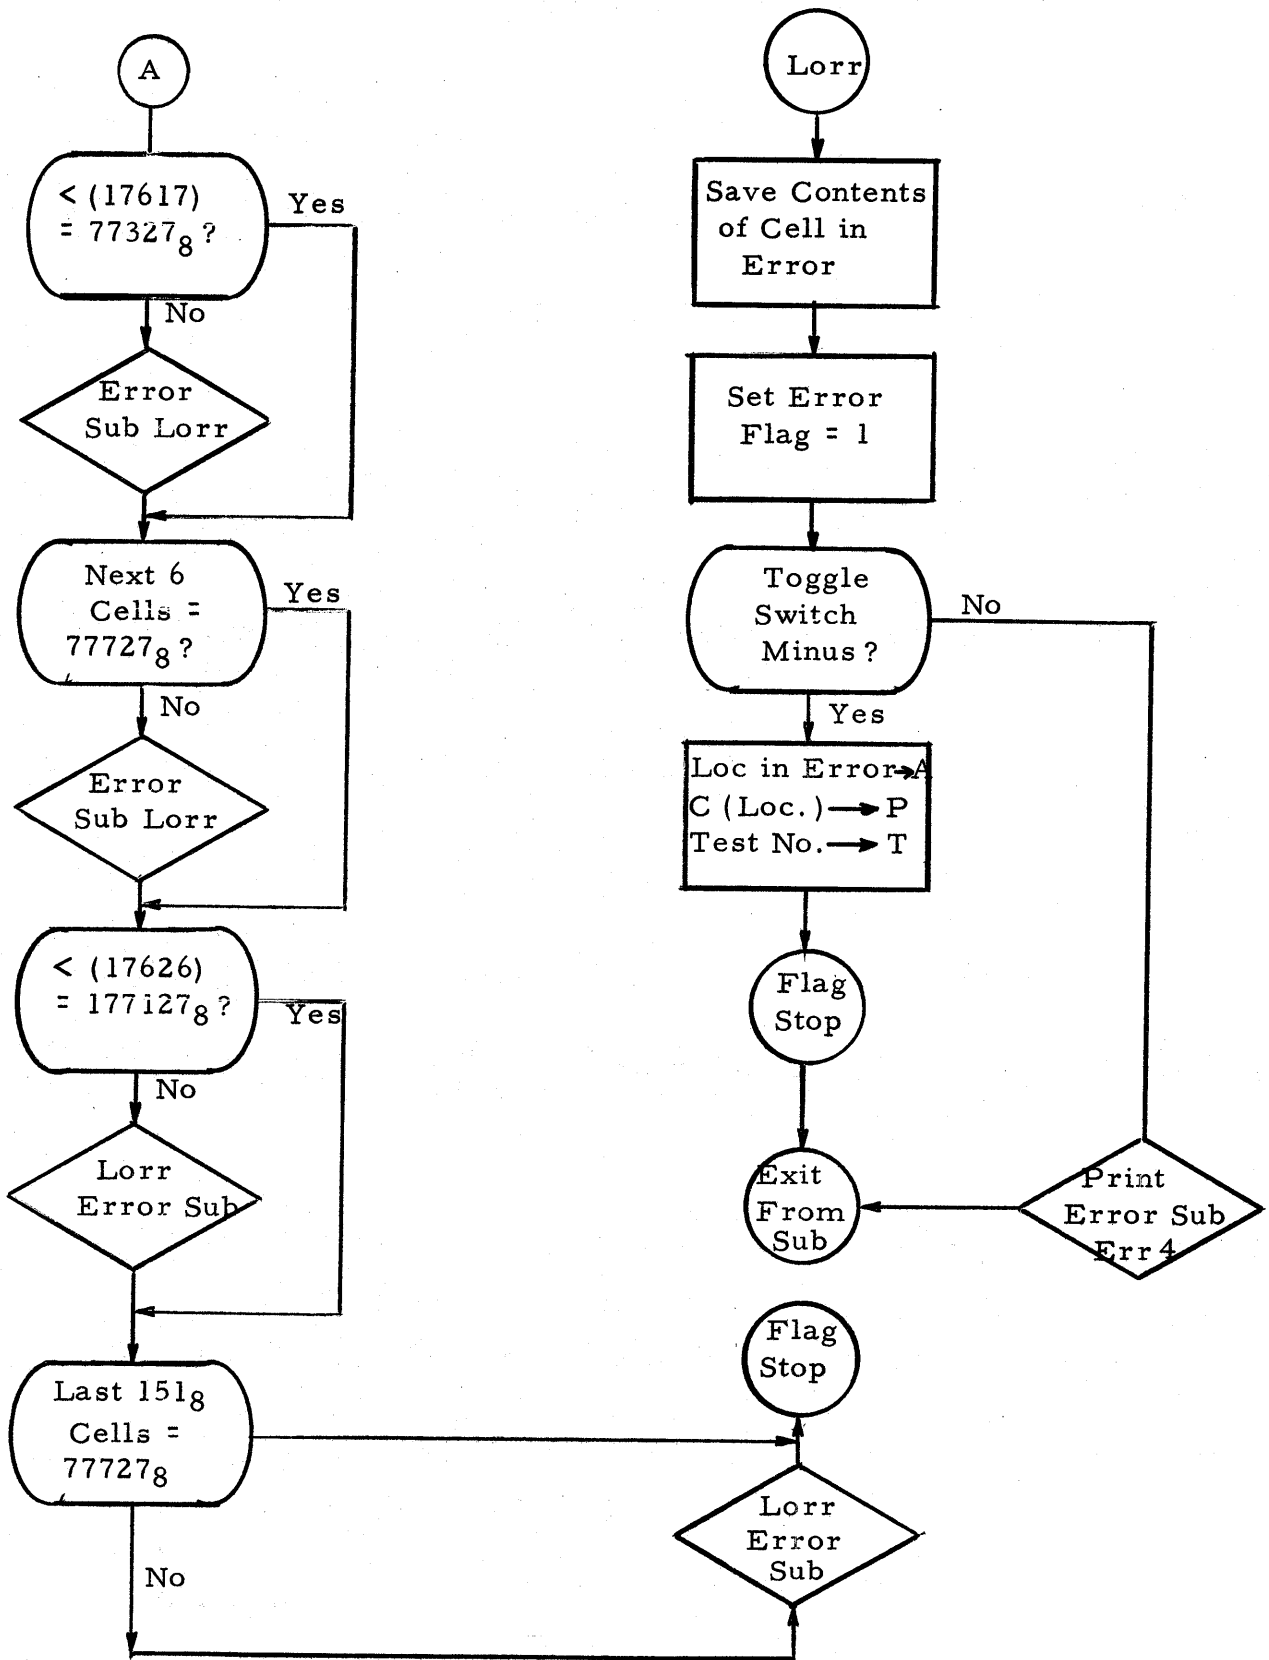 A
< (17617)
= 77327₈ ?
Yes
No
Error
Sub Lorr
Next 6
Cells =
77727₈ ?
Yes
No
Error
Sub Lorr
< (17626)
= 177127₈ ?
Yes
No
Lorr
Error Sub
Last 151₈
Cells =
77727₈
No
Lorr
Save Contents
of Cell in
Error
Set Error
Flag = 1
Toggle
Switch
Minus ?
No
Yes
Loc in Error→A
C (Loc.)→P
Test No.→T
Flag
Stop
Exit
From
Sub
Print
Error Sub
Err 4
Flag
Stop
Lorr
Error
Sub